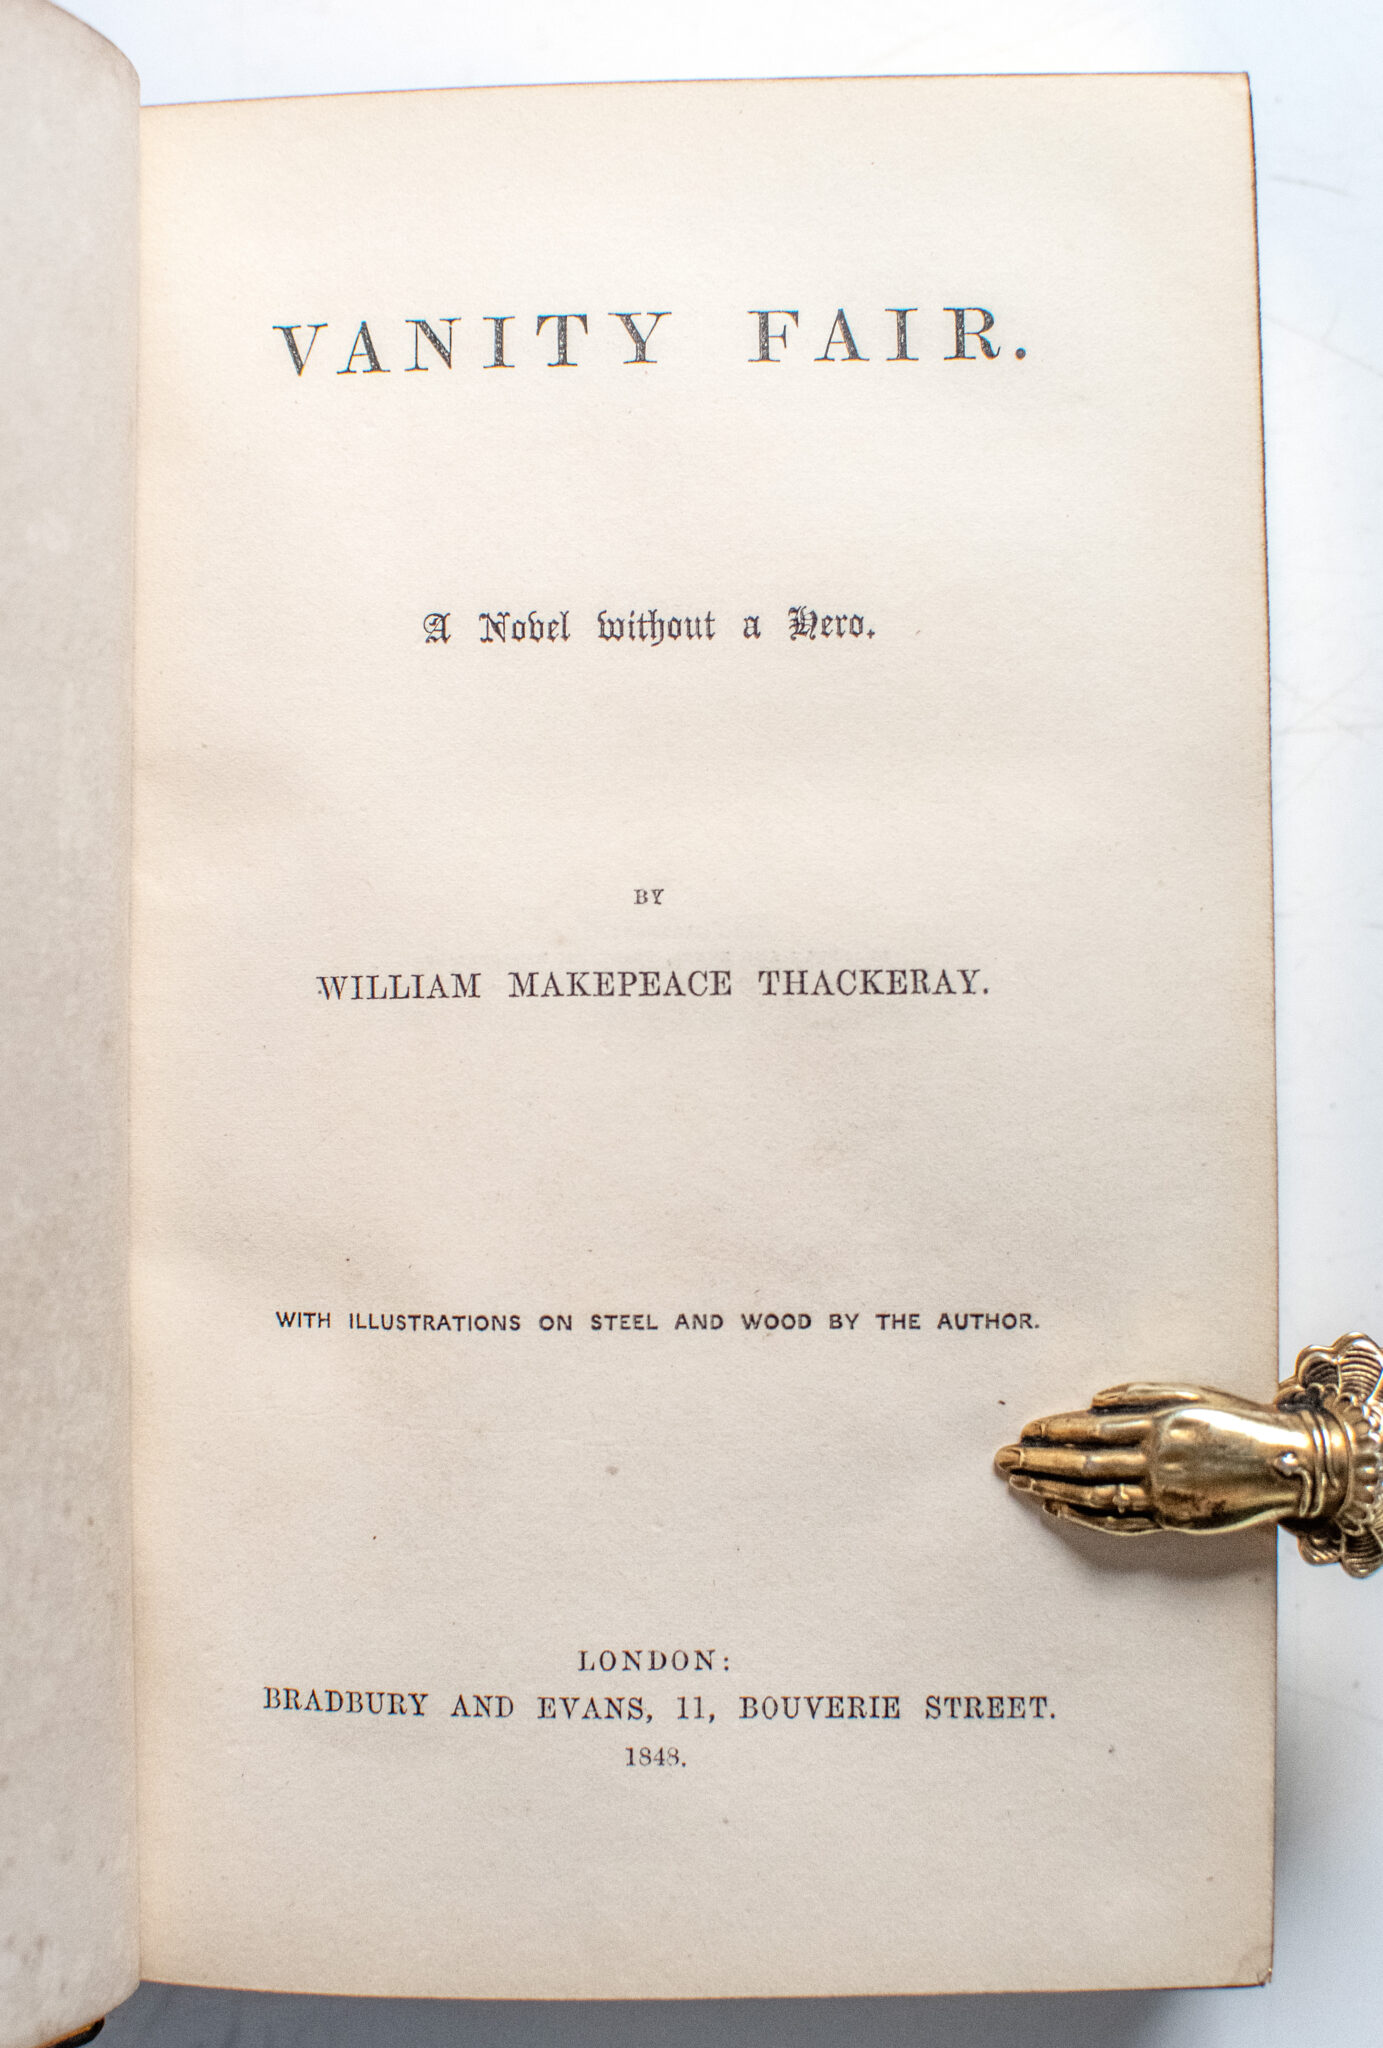 VANITY FAIR.
A Novel without a Hero.
BY
WILLIAM MAKEPEACE THACKERAY.
WITH ILLUSTRATIONS ON STEEL AND WOOD BY THE AUTHOR.
LONDON:
BRADBURY AND EVANS, 11, BOUVERIE STREET.
1848.